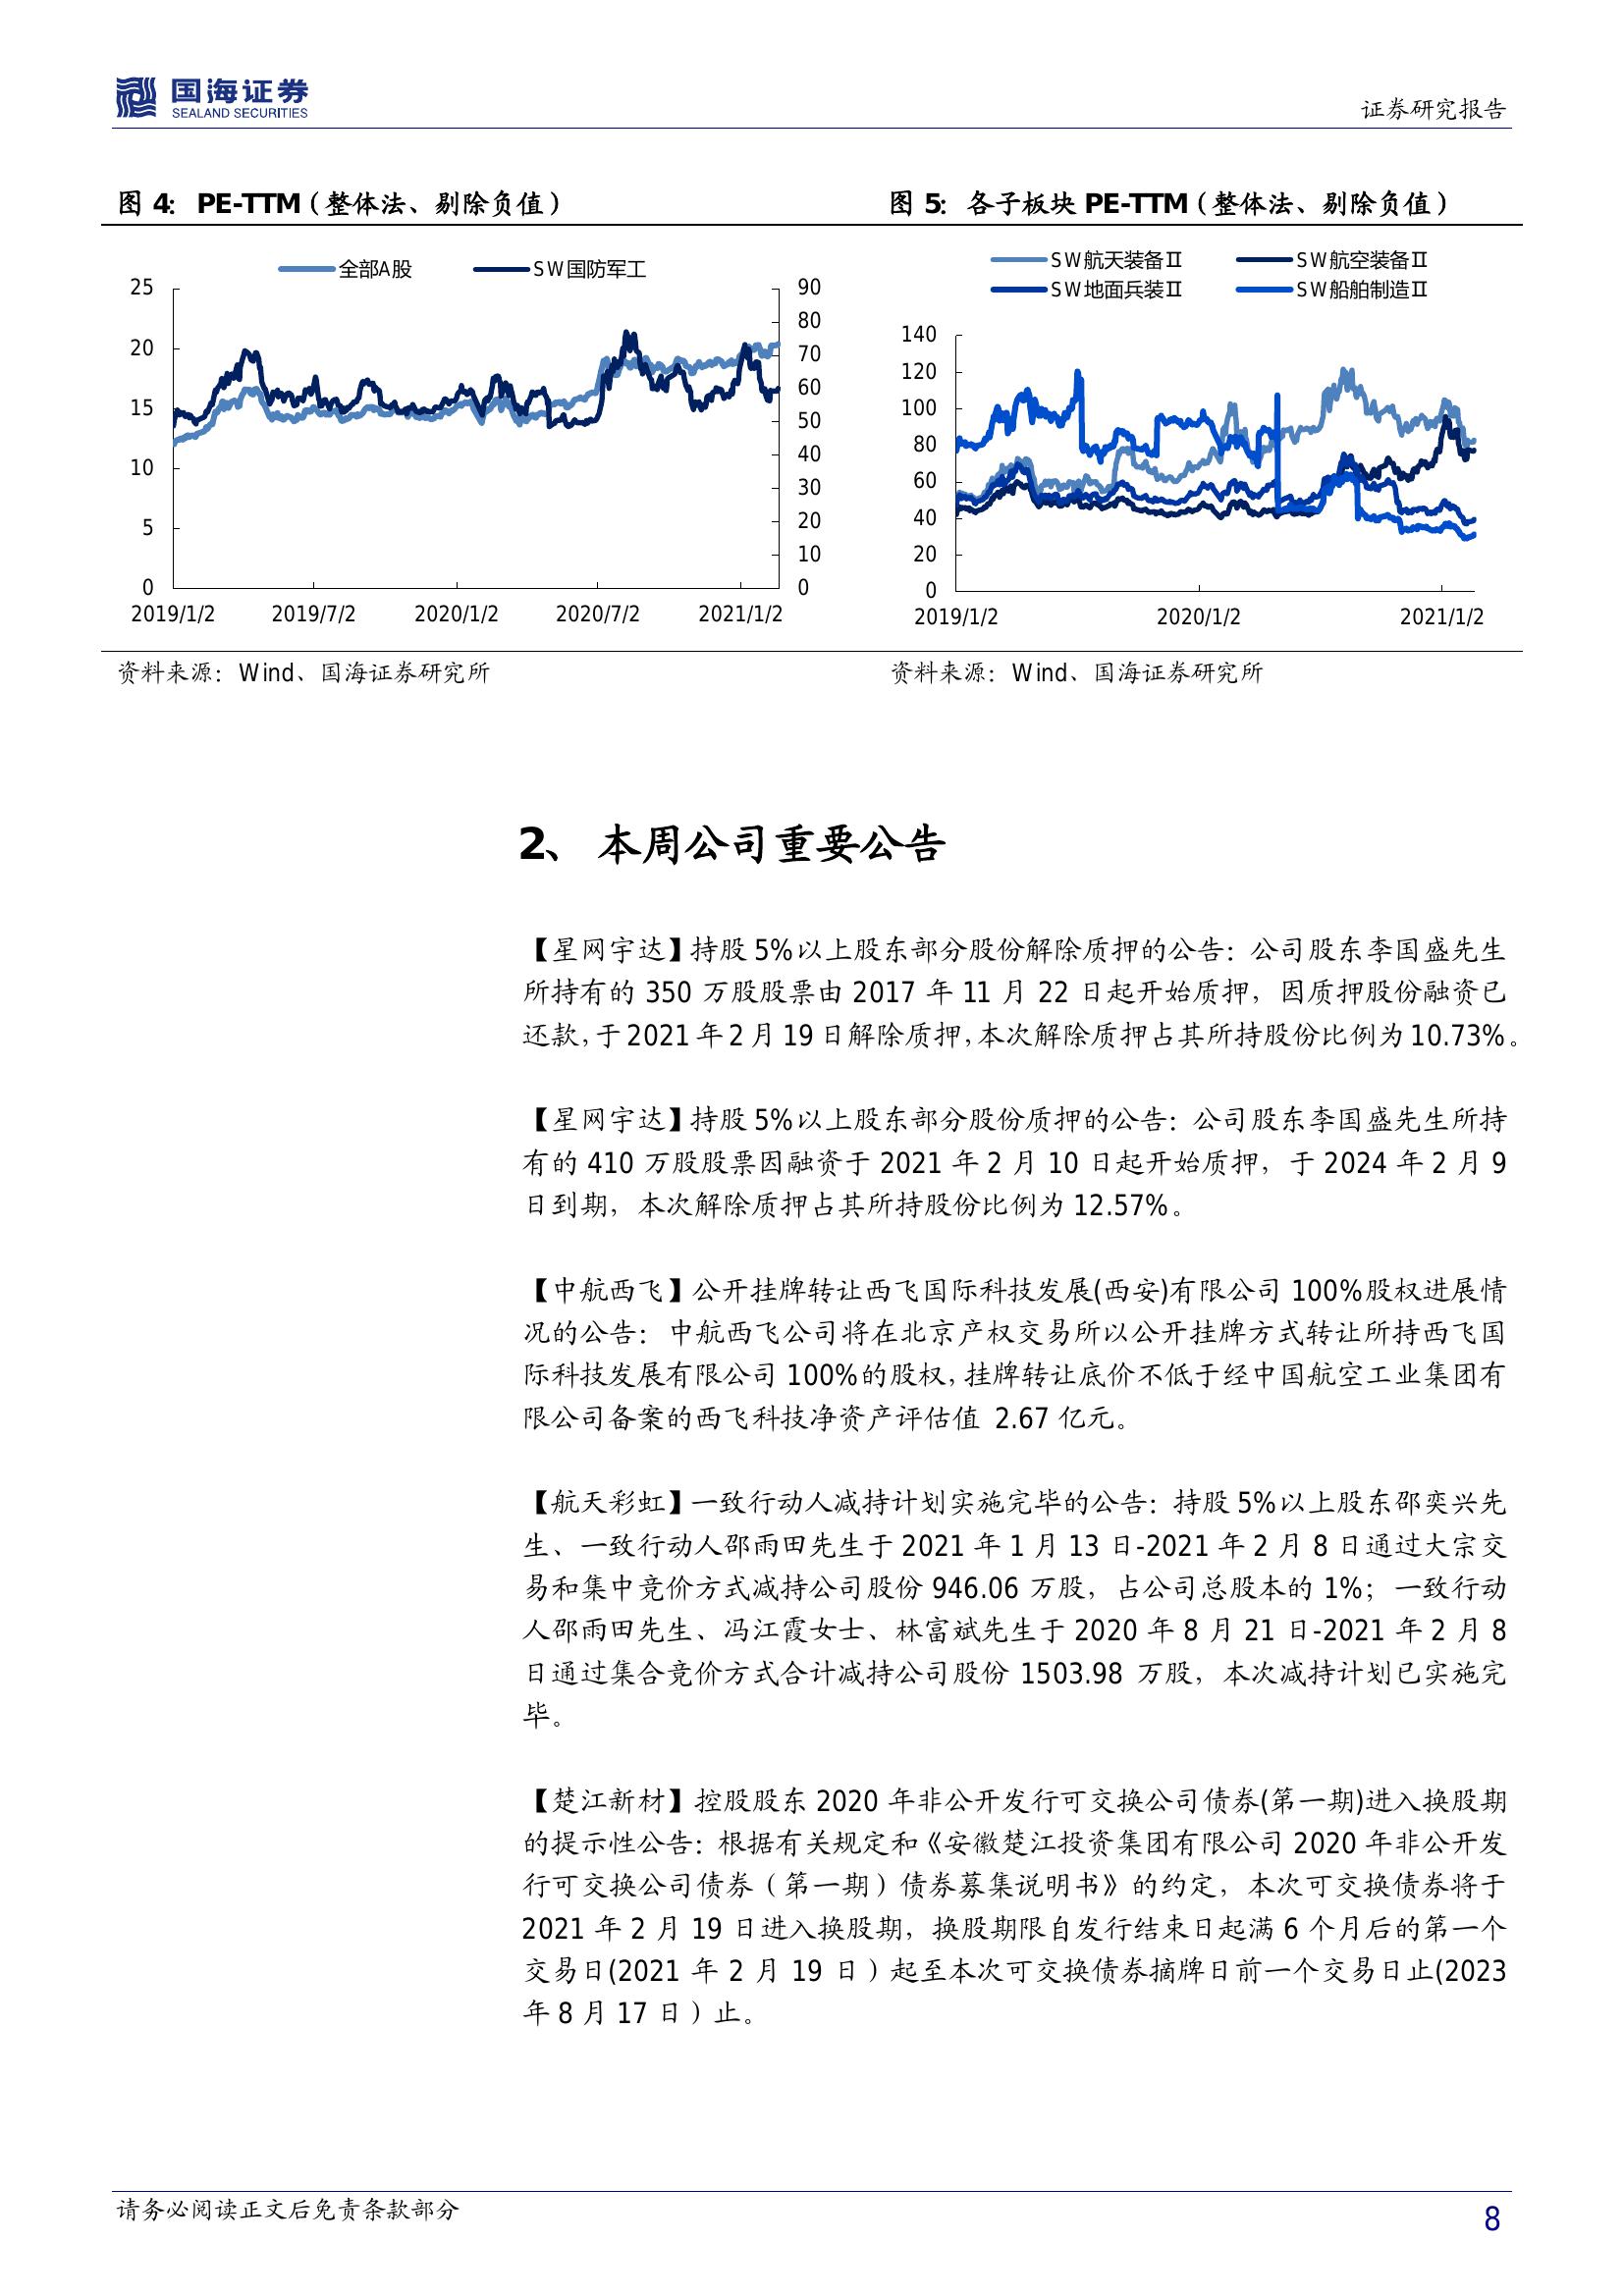 国海证券
SEALAND SECURITIES
证券研究报告
图 4： PE-TTM（整体法、剔除负值）
全部A股 SW国防军工
25
20
15
10
5
0
90
80
70
60
50
40
30
20
10
0
2019/1/2 2019/7/2 2020/1/2 2020/7/2 2021/1/2
资料来源：Wind、国海证券研究所
图 5： 各子板块 PE-TTM（整体法、剔除负值）
SW航天装备Ⅱ SW航空装备Ⅱ
SW地面兵装Ⅱ SW船舶制造Ⅱ
140
120
100
80
60
40
20
0
2019/1/2 2020/1/2 2021/1/2
资料来源：Wind、国海证券研究所
2、 本周公司重要公告
【星网宇达】持股 5%以上股东部分股份解除质押的公告：公司股东李国盛先生
所持有的 350 万股股票由 2017 年 11 月 22 日起开始质押，因质押股份融资已
还款，于 2021 年 2 月 19 日解除质押，本次解除质押占其所持股份比例为 10.73%。
【星网宇达】持股 5%以上股东部分股份质押的公告：公司股东李国盛先生所持
有的 410 万股股票因融资于 2021 年 2 月 10 日起开始质押，于 2024 年 2 月 9
日到期，本次解除质押占其所持股份比例为 12.57%。
【中航西飞】公开挂牌转让西飞国际科技发展(西安)有限公司 100%股权进展情
况的公告：中航西飞公司将在北京产权交易所以公开挂牌方式转让所持西飞国
际科技发展有限公司 100%的股权，挂牌转让底价不低于经中国航空工业集团有
限公司备案的西飞科技净资产评估值 2.67 亿元。
【航天彩虹】一致行动人减持计划实施完毕的公告：持股 5%以上股东邵奕兴先
生、一致行动人邵雨田先生于 2021 年 1 月 13 日-2021 年 2 月 8 日通过大宗交
易和集中竞价方式减持公司股份 946.06 万股，占公司总股本的 1%；一致行动
人邵雨田先生、冯江霞女士、林富斌先生于 2020 年 8 月 21 日-2021 年 2 月 8
日通过集合竞价方式合计减持公司股份 1503.98 万股，本次减持计划已实施完
毕。
【楚江新材】控股股东 2020 年非公开发行可交换公司债券(第一期)进入换股期
的提示性公告：根据有关规定和《安徽楚江投资集团有限公司 2020 年非公开发
行可交换公司债券（第一期）债券募集说明书》的约定，本次可交换债券将于
2021 年 2 月 19 日进入换股期，换股期限自发行结束日起满 6 个月后的第一个
交易日(2021 年 2 月 19 日）起至本次可交换债券摘牌日前一个交易日止(2023
年 8 月 17 日）止。
请务必阅读正文后免责条款部分
8